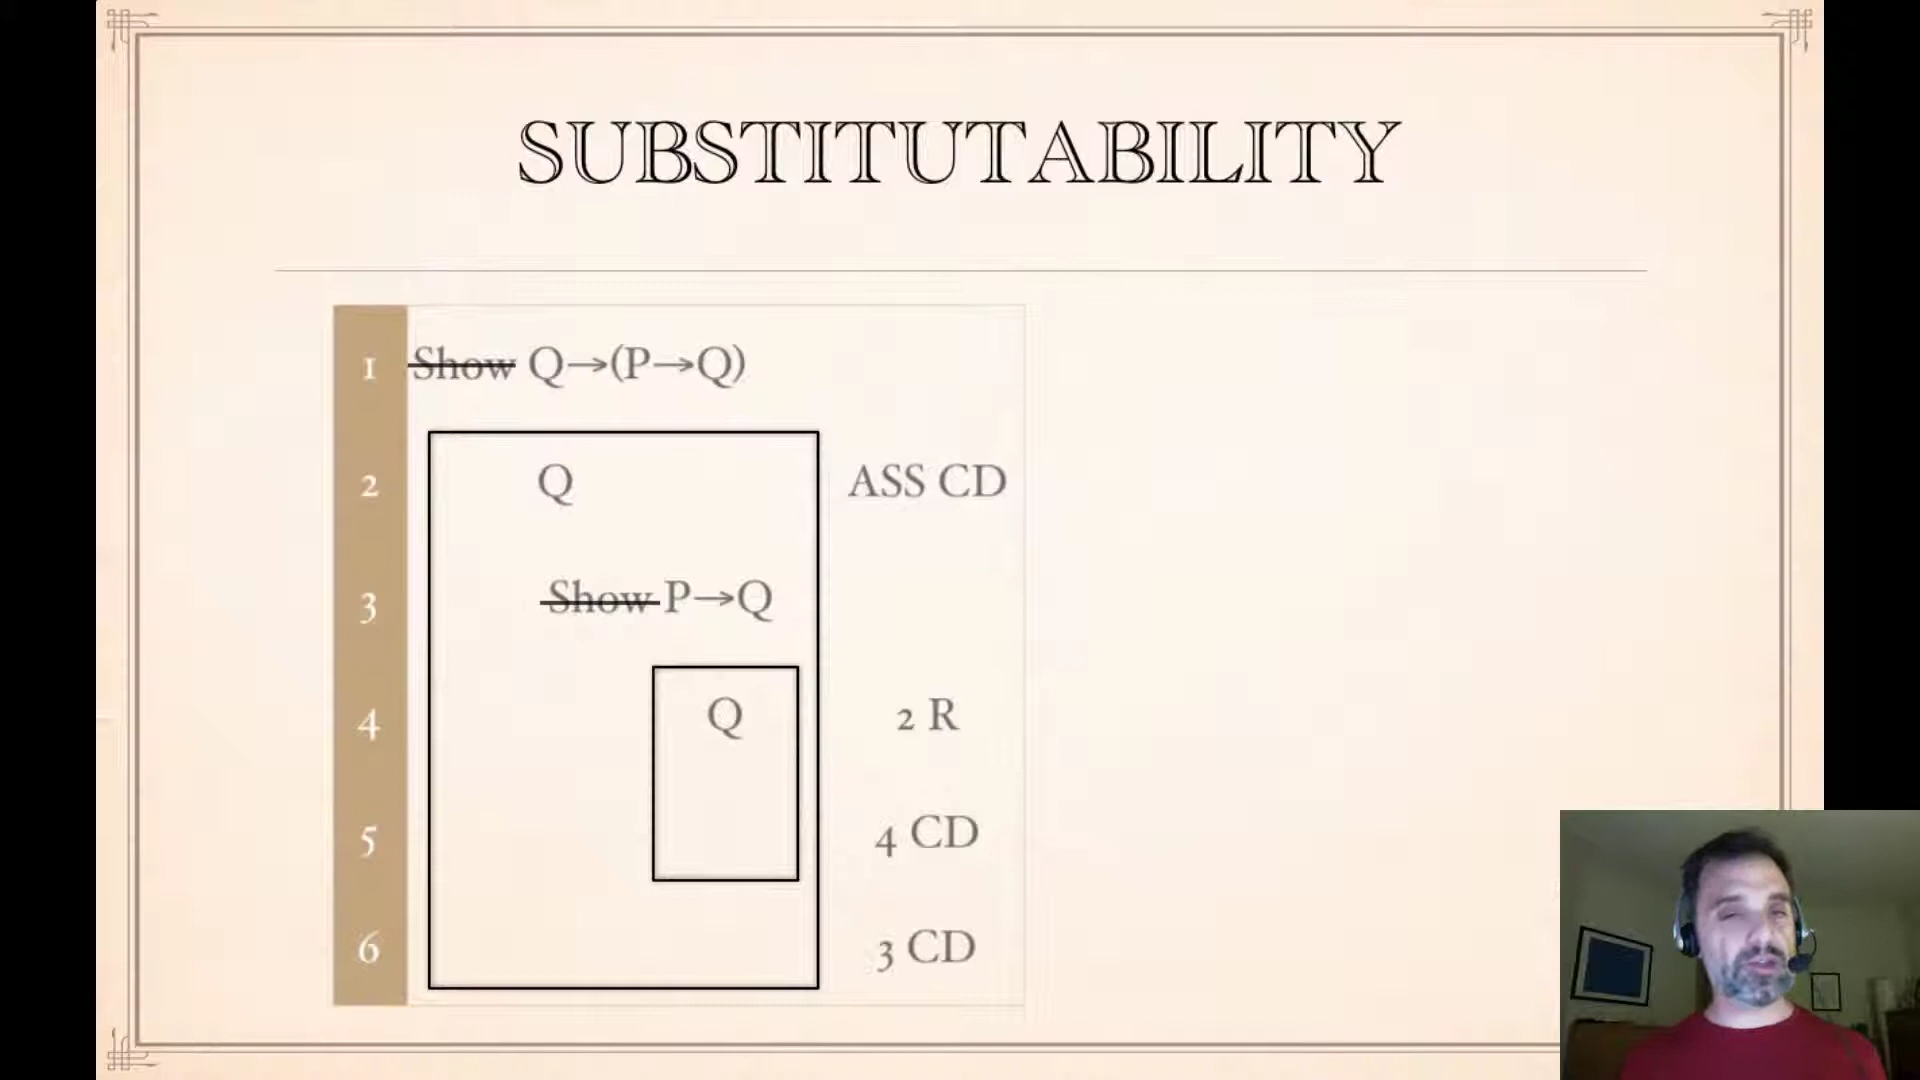 SUBSTITUTABILITY
1 Show Q→(P→Q)
2 Q ASS CD
3 Show P→Q
4 Q 2 R
5 4 CD
6 3 CD